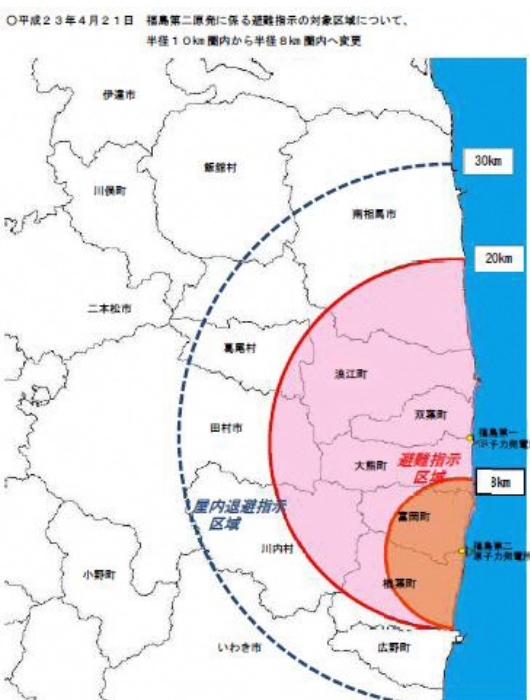 〇平成２３年４月２１日　福島第二原発に係る避難指示の対象区域について、
半径１０㎞圏内から半径８㎞圏内へ変更
伊達市
30km
飯舘村
川俣町
南相馬市
20km
二本松市
葛尾村
浪江町
双葉町
田村市
福島第一
原子力発電
避難指示
区域
大熊町
8km
屋内退避指示
区域
富岡町
川内村
福島第二
原子力発電所
小野町
楢葉町
いわき市
広野町